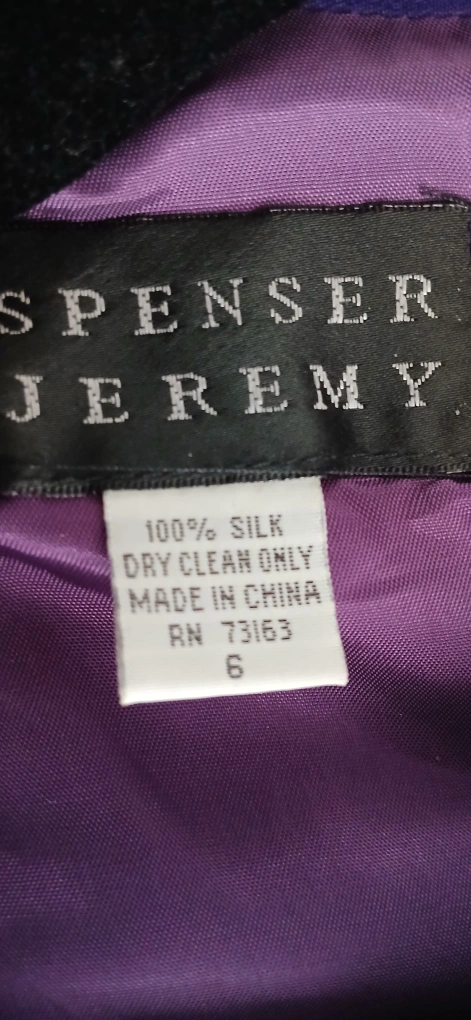 SPENSER
JEREMY
100% SILK
DRY CLEAN ONLY
MADE IN CHINA
RN 73163
6